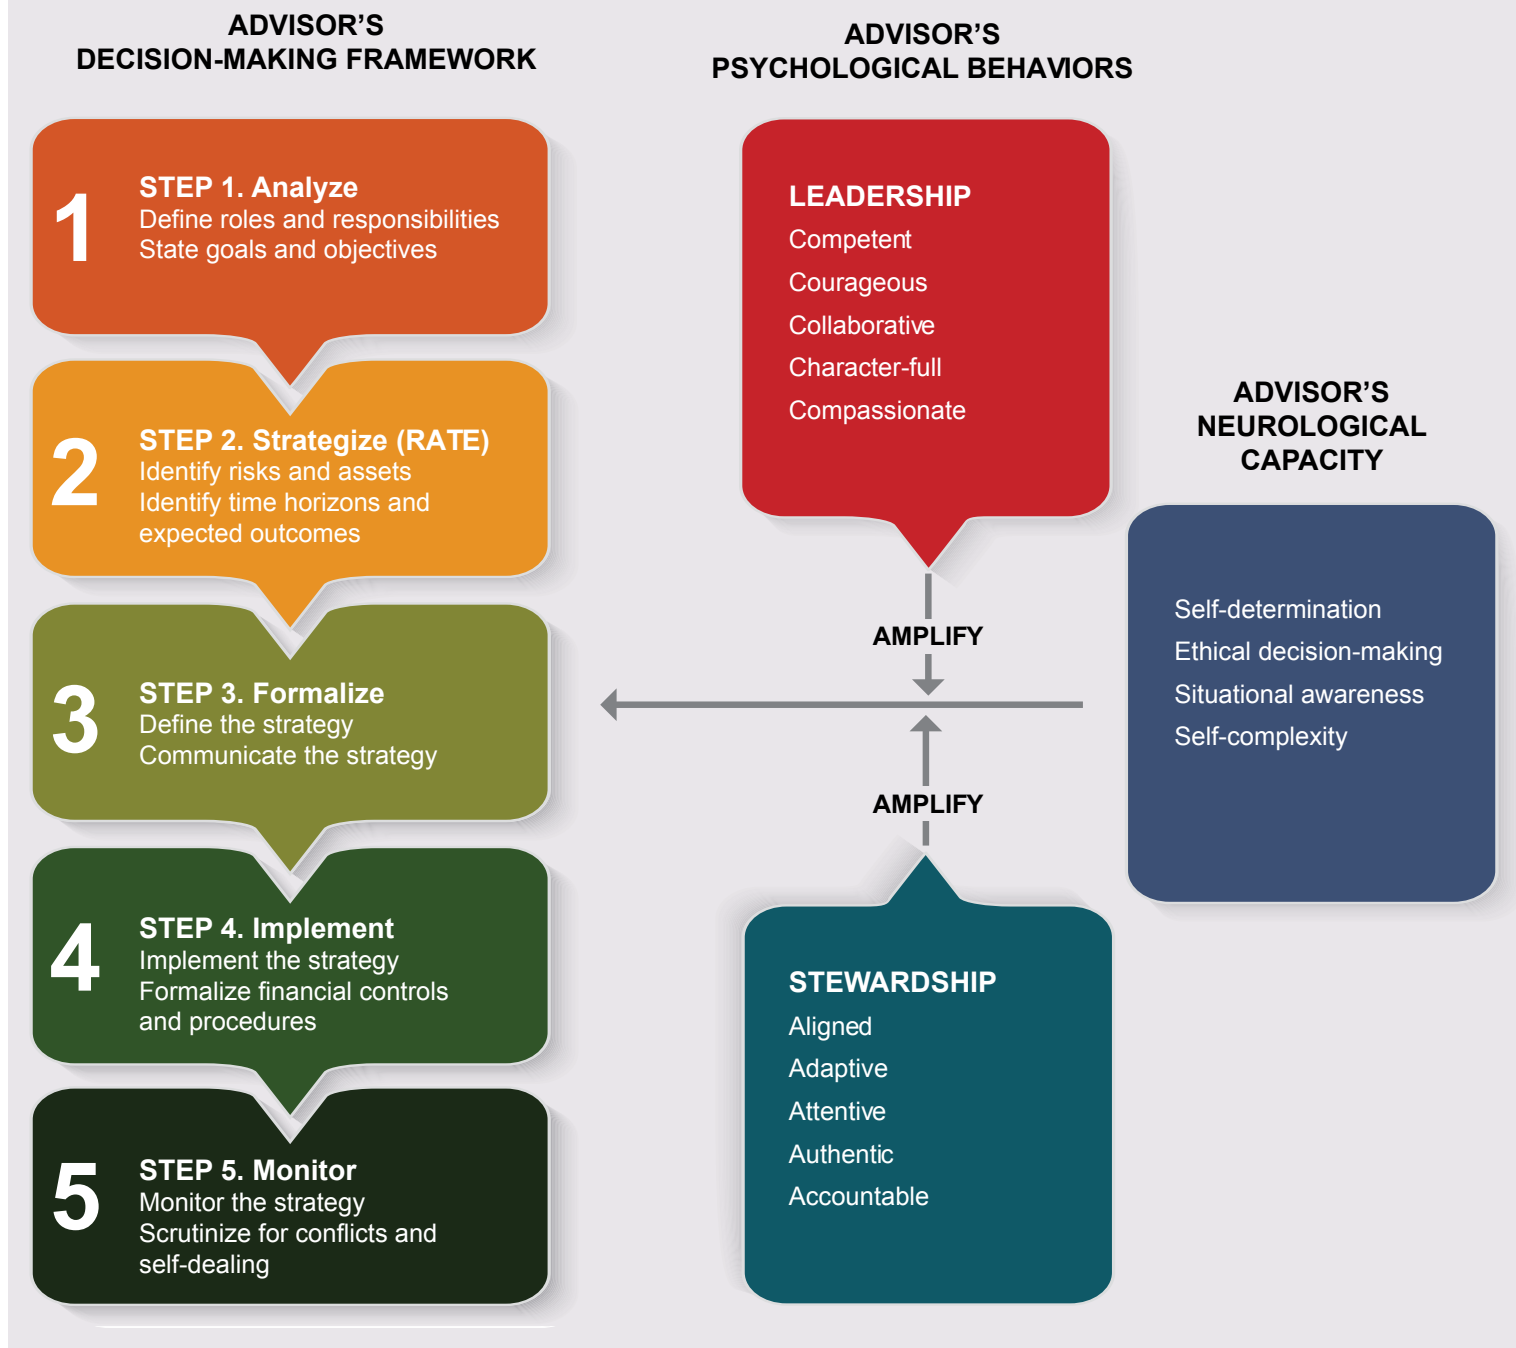 ADVISOR'S
DECISION-MAKING FRAMEWORK
1
STEP 1. Analyze
Define roles and responsibilities
State goals and objectives
2
STEP 2. Strategize (RATE)
Identify risks and assets
Identify time horizons and
expected outcomes
3
STEP 3. Formalize
Define the strategy
Communicate the strategy
4
STEP 4. Implement
Implement the strategy
Formalize financial controls
and procedures
5
STEP 5. Monitor
Monitor the strategy
Scrutinize for conflicts and
self-dealing
ADVISOR'S
PSYCHOLOGICAL BEHAVIORS
LEADERSHIP
Competent
Courageous
Collaborative
Character-full
Compassionate
AMPLIFY
AMPLIFY
STEWARDSHIP
Aligned
Adaptive
Attentive
Authentic
Accountable
ADVISOR'S
NEUROLOGICAL
CAPACITY
Self-determination
Ethical decision-making
Situational awareness
Self-complexity